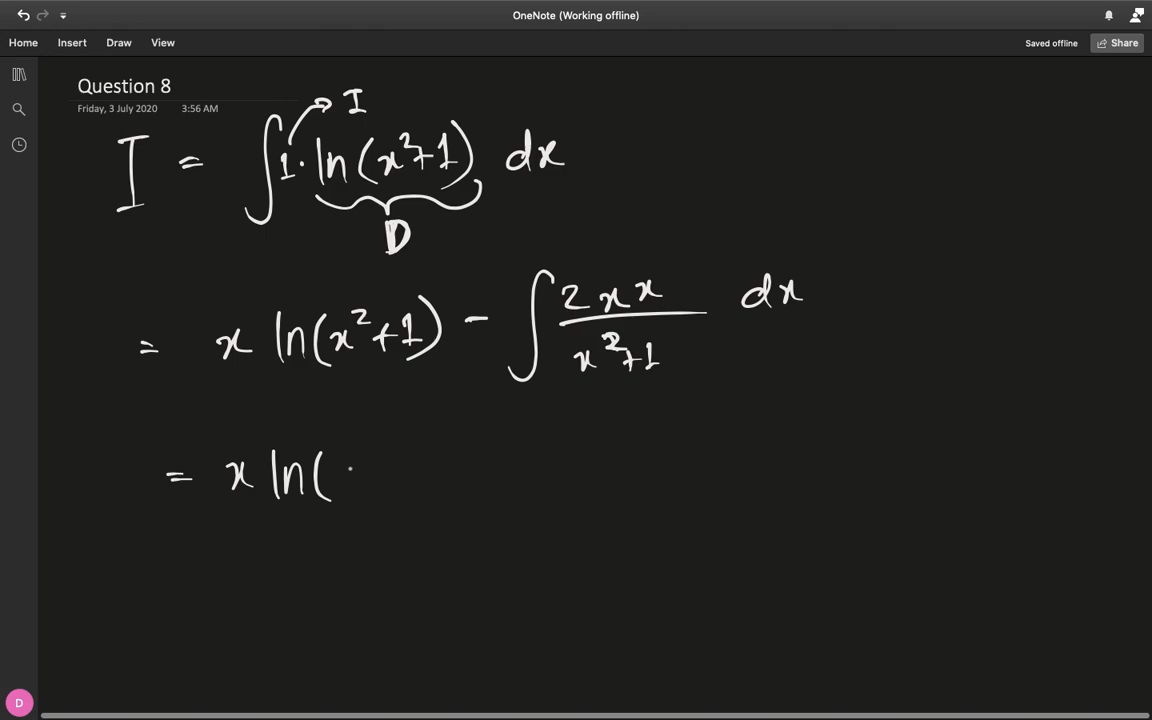 OneNote (Working offline)
Home Insert Draw View
Saved offline
Share
Question 8
Friday, 3 July 2020 3:56 AM
I = ∫ 1·ln(x²+1) dx
I
D
= x ln(x²+1) - ∫ 2xx/(x²+1) dx
= x ln(
D